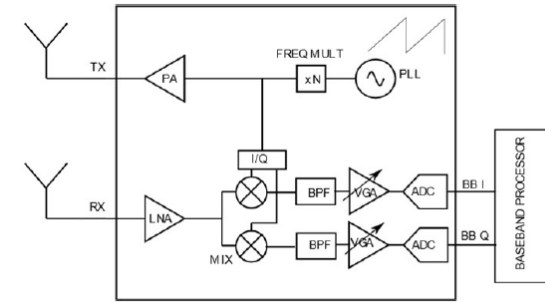 FREQ MULT
TX
PA
xN
PLL
I/Q
RX
LNA
MIX
BPF
VGA
ADC
BB I
BPF
VGA
ADC
BB Q
BASEBAND PROCESSOR